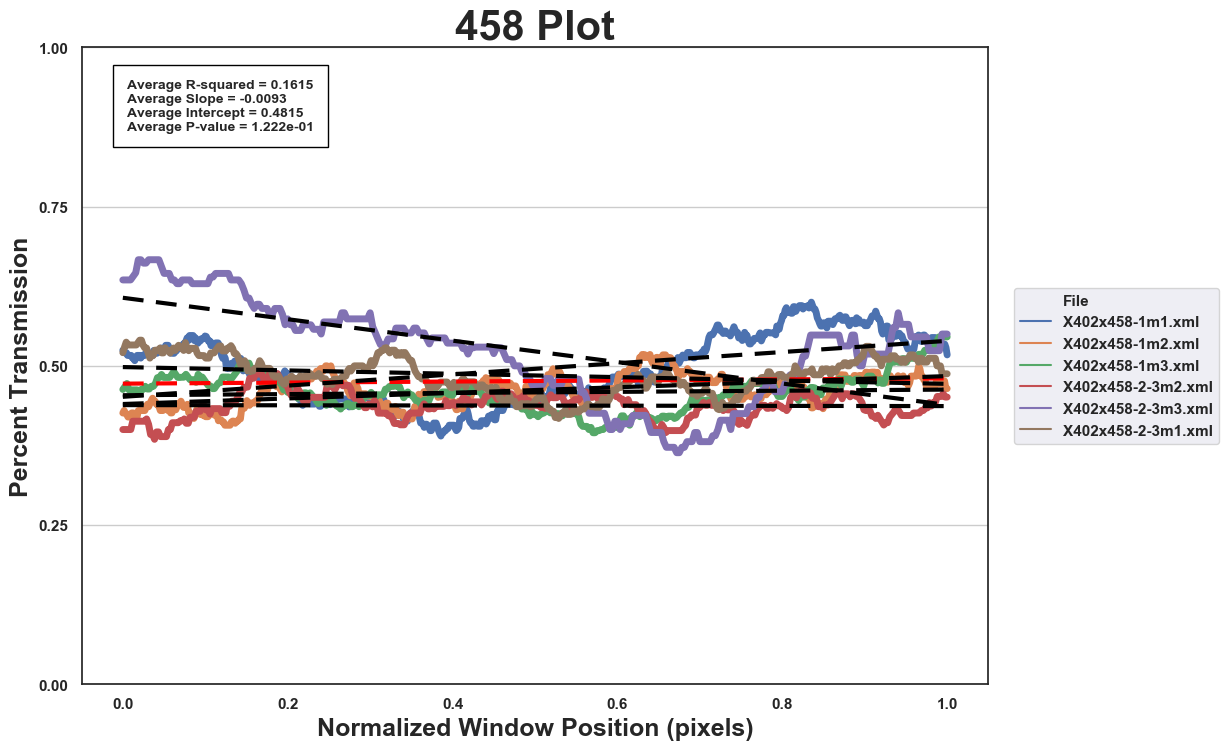 458 Plot
1.00
0.75
0.50
0.25
0.00
Percent Transmission
Average R-squared = 0.1615
Average Slope = -0.0093
Average Intercept = 0.4815
Average P-value = 1.222e-01
0.0 0.2 0.4 0.6 0.8 1.0
Normalized Window Position (pixels)
File
X402x458-1m1.xml
X402x458-1m2.xml
X402x458-1m3.xml
X402x458-2-3m2.xml
X402x458-2-3m3.xml
X402x458-2-3m1.xml